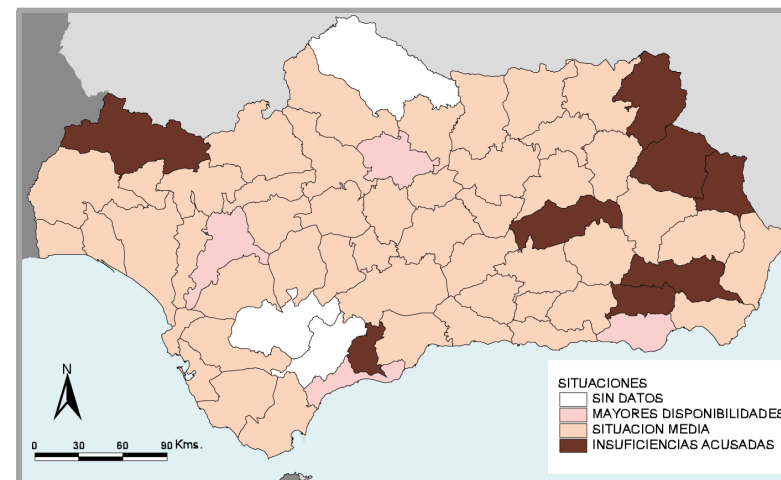 N
0 30 60 90 Kms.
SITUACIONES
SIN DATOS
MAYORES DISPONIBILIDADES
SITUACION MEDIA
INSUFICIENCIAS ACUSADAS